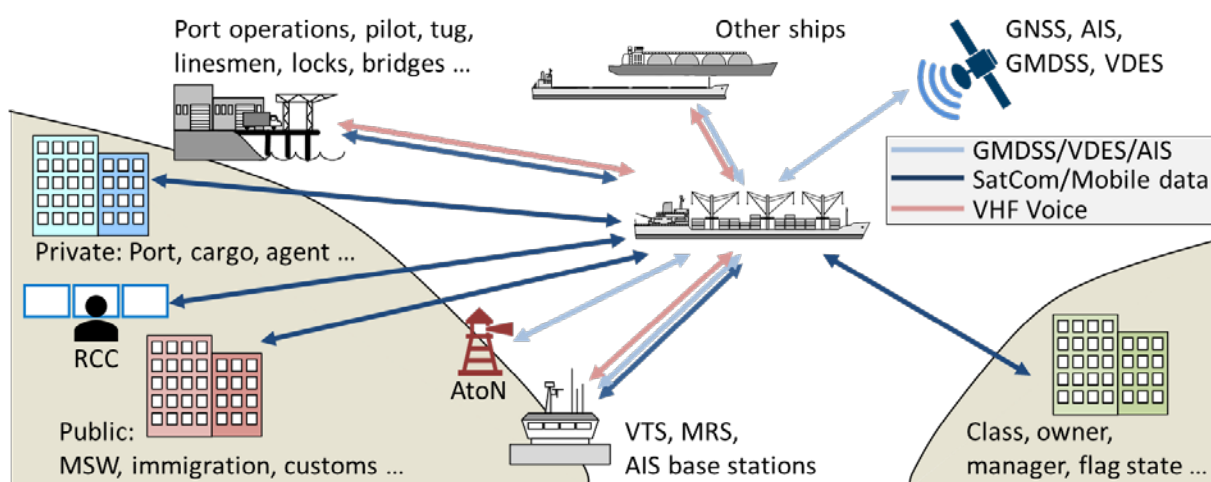 Port operations, pilot, tug,
linesmen, locks, bridges ...
Other ships
GNSS, AIS,
GMDSS, VDES
GMDSS/VDES/AIS
SatCom/Mobile data
VHF Voice
Private: Port, cargo, agent ...
RCC
Public:
MSW, immigration, customs ...
AtoN
VTS, MRS,
AIS base stations
Class, owner,
manager, flag state ...